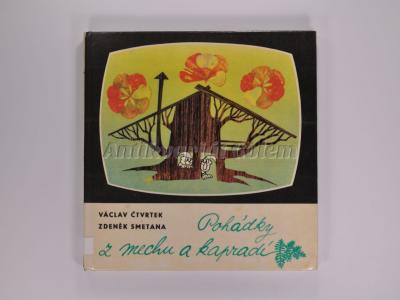 VÁCLAV ČTVRTEK
ZDENĚK SMETANA
Pohádky
z mechu a kapradí